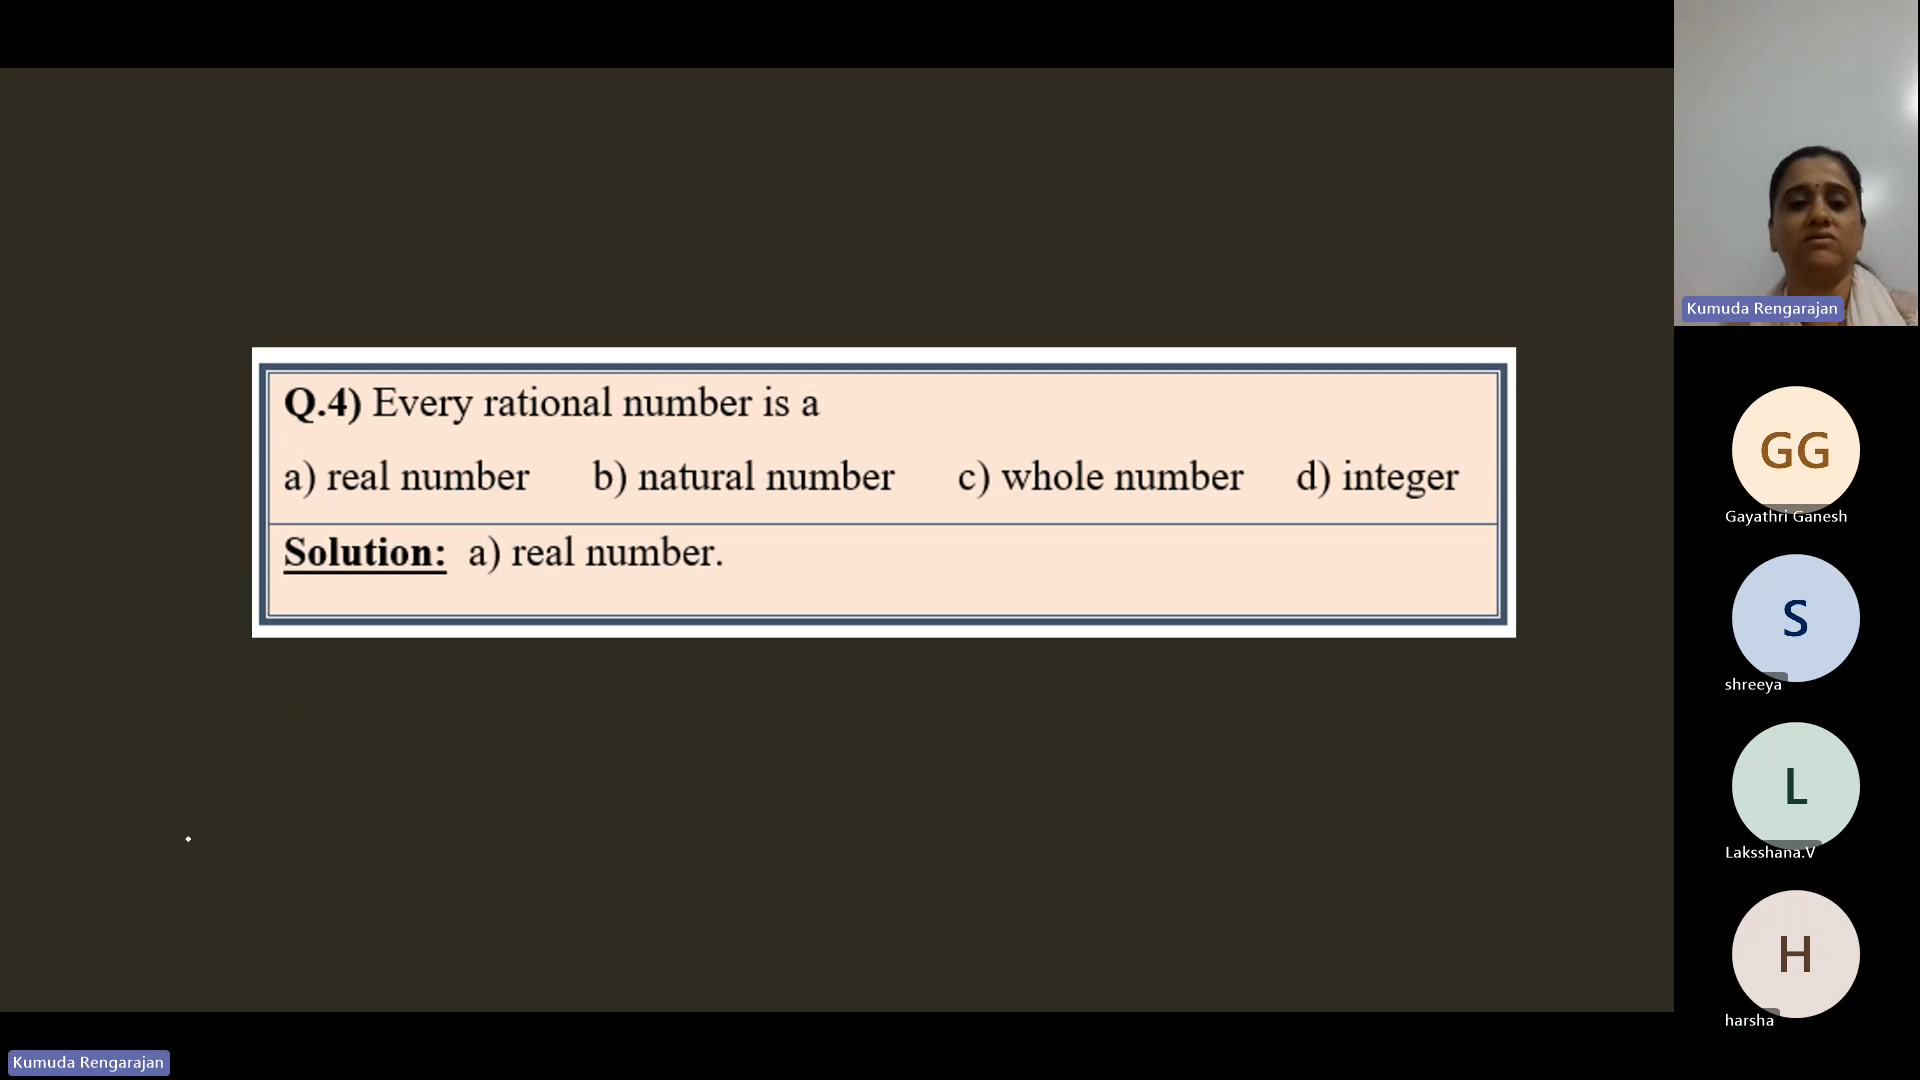 Q.4) Every rational number is a
a) real number b) natural number c) whole number d) integer
Solution: a) real number.
Kumuda Rengarajan
GG
Gayathri Ganesh
S
shreeya
L
Laksshana.V
H
harsha
Kumuda Rengarajan